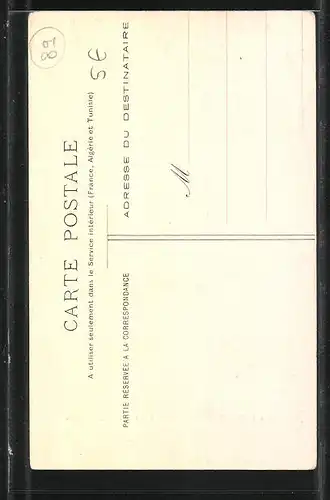 CARTE POSTALE
A utiliser seulement dans le Service intérieur (France, Algérie et Tunisie)
PARTIE RÉSERVÉE A LA CORRESPONDANCE
ADRESSE DU DESTINATAIRE
M
5€